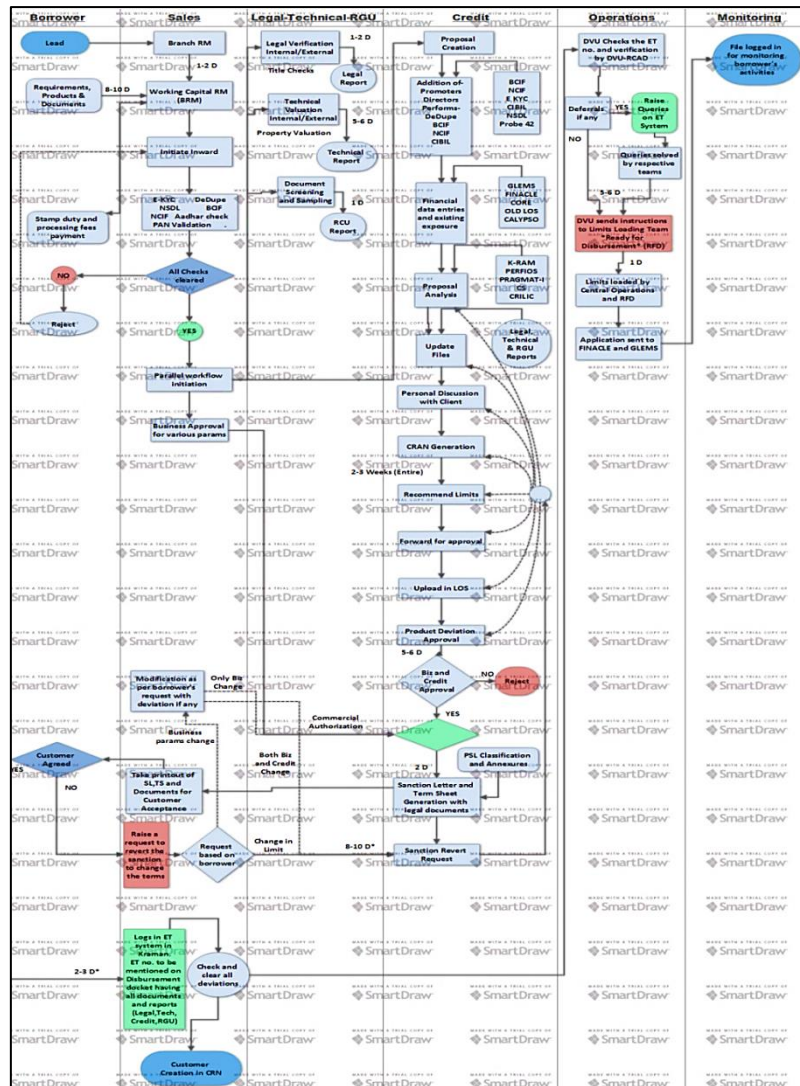 Borrower
Sales
Legal-Technical-RGU
Credit
Operations
Monitoring
Lead
Requirements,
Products &
Documents
8-10 D
Stamp duty and
processing fees
payment
NO
Reject
Customer
Agreed
YES
NO
2-3 D*
Branch RM
1-2 D
Working Capital RM
(BRM)
Initiate Inward
E-KYC DeDupe
NSDL BCIF
NCIF Aadhar check
PAN Validation
All Checks
cleared
YES
Parallel workflow
Initiation
Business Approval
for various params
Modification as
per borrower's
request with
deviation if any
Only Biz
Change
Business
params change
Both Biz
and Credit
Change
Take printout of
SL,TS and
Documents for
Customer
Acceptance
Raise a
request to
revert the
sanction
to change
the terms
Request
based on
borrower
Change in
Limit
Logs in ET
system in
Kraman.
ET no. to be
mentioned on
Disbursement
docket having
all documents
and reports
(Legal,Tech,
Credit,RGU)
Check and
clear all
deviations
Customer
Creation in CRN
Legal Verification
Internal/External
1-2 D
Title Checks
Legal
Report
Technical
Valuation
Internal/External
5-6 D
Property Valuation
Technical
Report
Document
Screening
and Sampling
1 D
RCU
Report
Proposal
Creation
Addition of
Promoters
Directors
Performs-
DeDupe
BCIF
NCIF
CIBIL
BCIF
NCIF
E KYC
CIBIL
NSDL
Probe 42
Financial
data entries
and existing
exposure
GLEMS
FINACLE
CORE
OLD LOS
CALYPSO
Proposal
Analysis
K-RAM
PERFIOS
PRAGMAT-I
CS
CRILIC
Update
Files
Legal,
Technical
& RGU
Reports
Personal Discussion
with Client
CRAN Generation
2-3 Weeks (Entire)
Recommend Limits
Forward for approval
Upload in LOS
Product Deviation
Approval
5-6 D
Biz and
Credit
Approval
NO
Reject
YES
Commercial
Authorization
2 D
PSL Classification
and Annexures
Sanction Letter and
Term Sheet
Generation with
legal documents
8-10 D*
Sanction Revert
Request
DVU Checks the ET
no. and verification
by DVU-RCAD
Deferrals
if any
YES
Raise
Queries
on ET
System
NO
Queries solved
by respective
teams
5-6 D
DVU sends instructions
to Limits Loading Team
"Ready for
Disbursement" (RFD)
1 D
Limits loaded by
Central Operations
and RFD
Application sent to
FINACLE and GLEMS
File logged in
for monitoring
borrower's
activities
MADE WITH A TRIAL COPY OF
SmartDraw